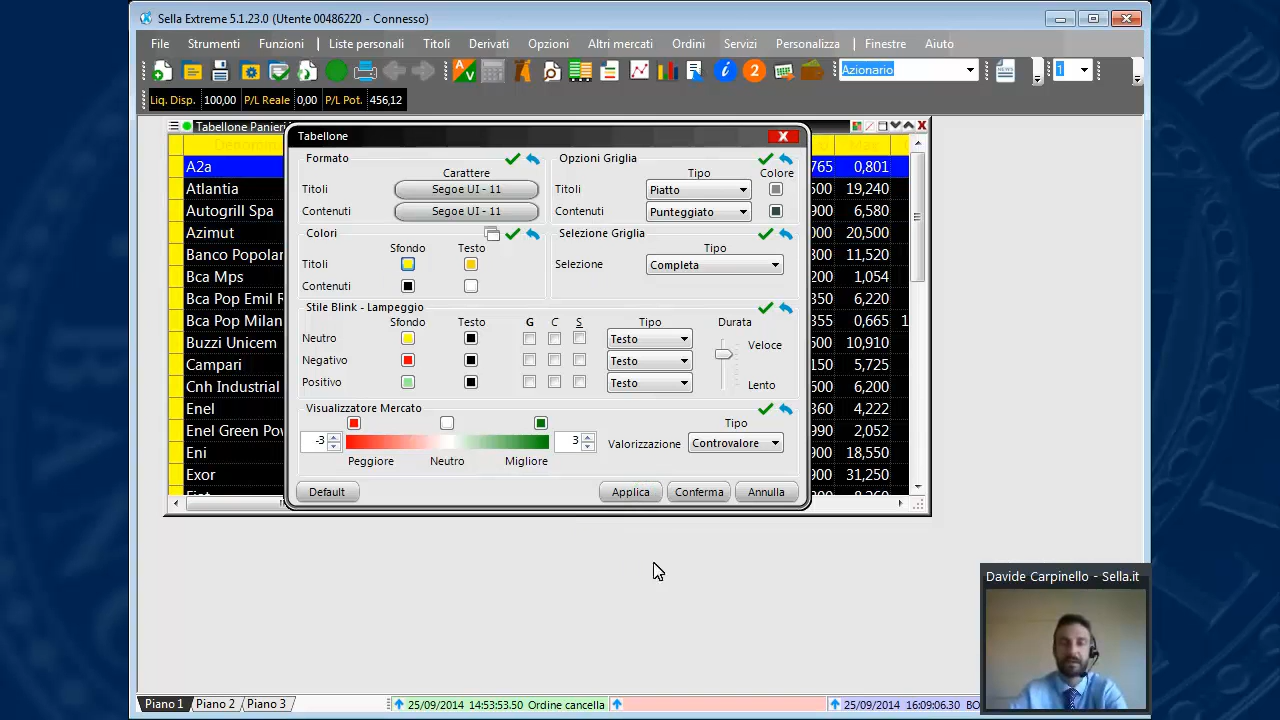 Sella Extreme 5.1.23.0 (Utente 00486220 - Connesso)
File Strumenti Funzioni Liste personali Titoli Derivati Opzioni Altri mercati Ordini Servizi Personalizza Finestre Aiuto
2 Azionario 1
Liq. Disp. 100,00 P/L Reale 0,00 P/L Pot. 456,12
Tabellone Panieri
Tabellone
Formato
Carattere
Titoli Segoe UI - 11
Contenuti Segoe UI - 11
Opzioni Griglia
Tipo Colore
Titoli Piatto
Contenuti Punteggiato
Colori
Sfondo Testo
Titoli
Contenuti
Selezione Griglia
Tipo
Selezione Completa
Stile Blink - Lampeggio
Sfondo Testo G C S Tipo Durata
Neutro Testo Veloce
Negativo Testo
Positivo Testo Lento
Visualizzatore Mercato
-3 3
Peggiore Neutro Migliore
Tipo
Valorizzazione Controvalore
Default Applica Conferma Annulla
A2a 765 0,801
Atlantia 500 19,240
Autogrill Spa 900 6,580
Azimut 000 20,500
Banco Popolar 800 11,520
Bca Mps 200 1,054
Bca Pop Emil R 350 6,220
Bca Pop Milan 355 0,665 1
Buzzi Unicem 500 10,910
Campari 150 5,725
Cnh Industrial 500 6,200
Enel 360 4,222
Enel Green Pow 990 2,052
Eni 900 18,550
Exor 800 31,250
Davide Carpinello - Sella.it
Piano 1 Piano 2 Piano 3
25/09/2014 14:53:53.50 Ordine cancella
25/09/2014 16:09:06.30 BO